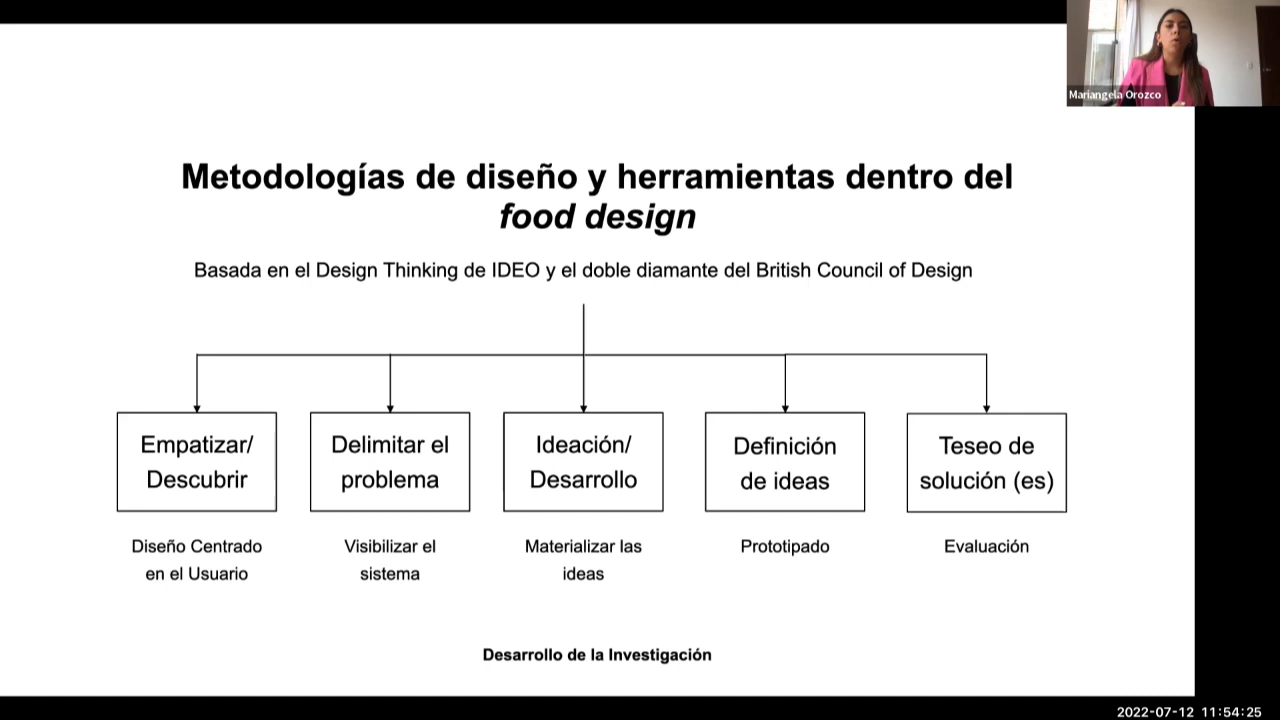 Mariangela Orozco
Metodologías de diseño y herramientas dentro del
food design
Basada en el Design Thinking de IDEO y el doble diamante del British Council of Design
Empatizar/
Descubrir
Delimitar el
problema
Ideación/
Desarrollo
Definición
de ideas
Teseo de
solución (es)
Diseño Centrado
en el Usuario
Visibilizar el
sistema
Materializar las
ideas
Prototipado
Evaluación
Desarrollo de la Investigación
2022-07-12 11:54:25